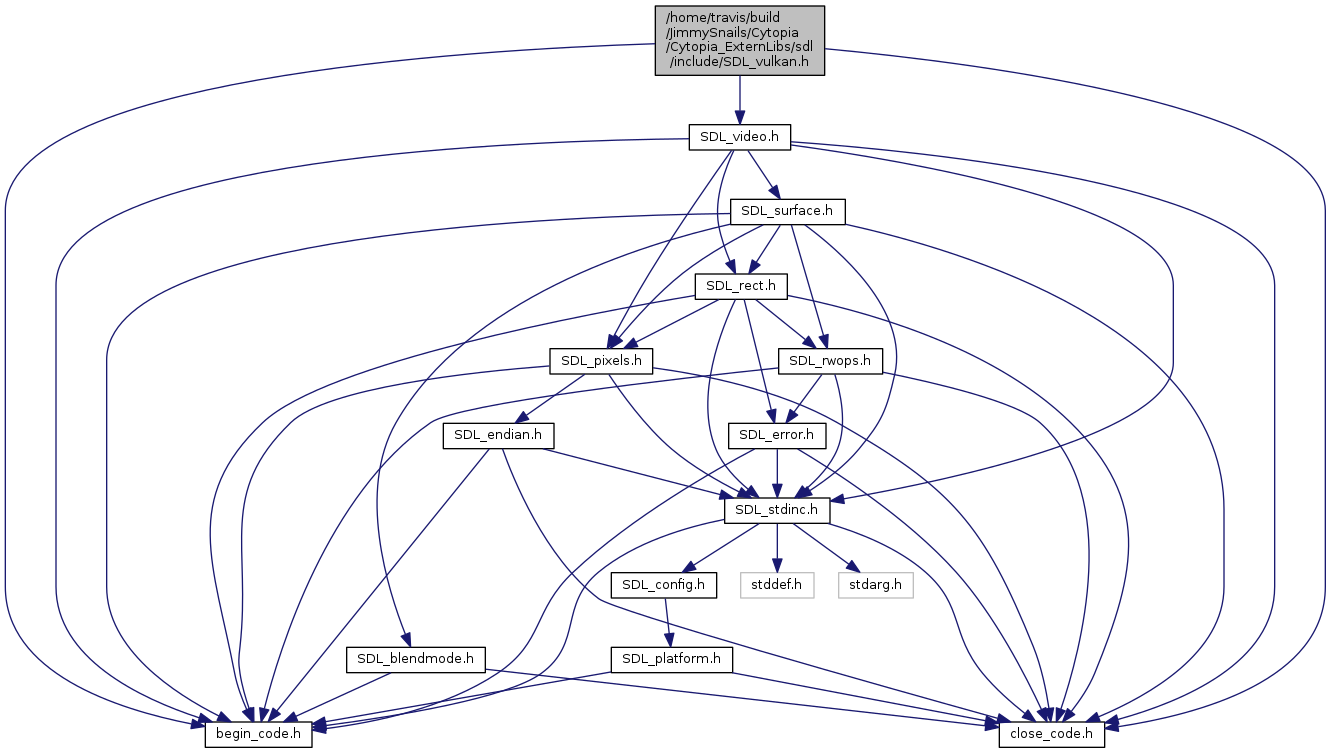 /home/travis/build
/JimmySnails/Cytopia
/Cytopia_ExternLibs/sdl
/include/SDL_vulkan.h
SDL_video.h
SDL_surface.h
SDL_rect.h
SDL_pixels.h
SDL_rwops.h
SDL_endian.h
SDL_error.h
SDL_stdinc.h
SDL_config.h
stddef.h
stdarg.h
SDL_blendmode.h
SDL_platform.h
begin_code.h
close_code.h